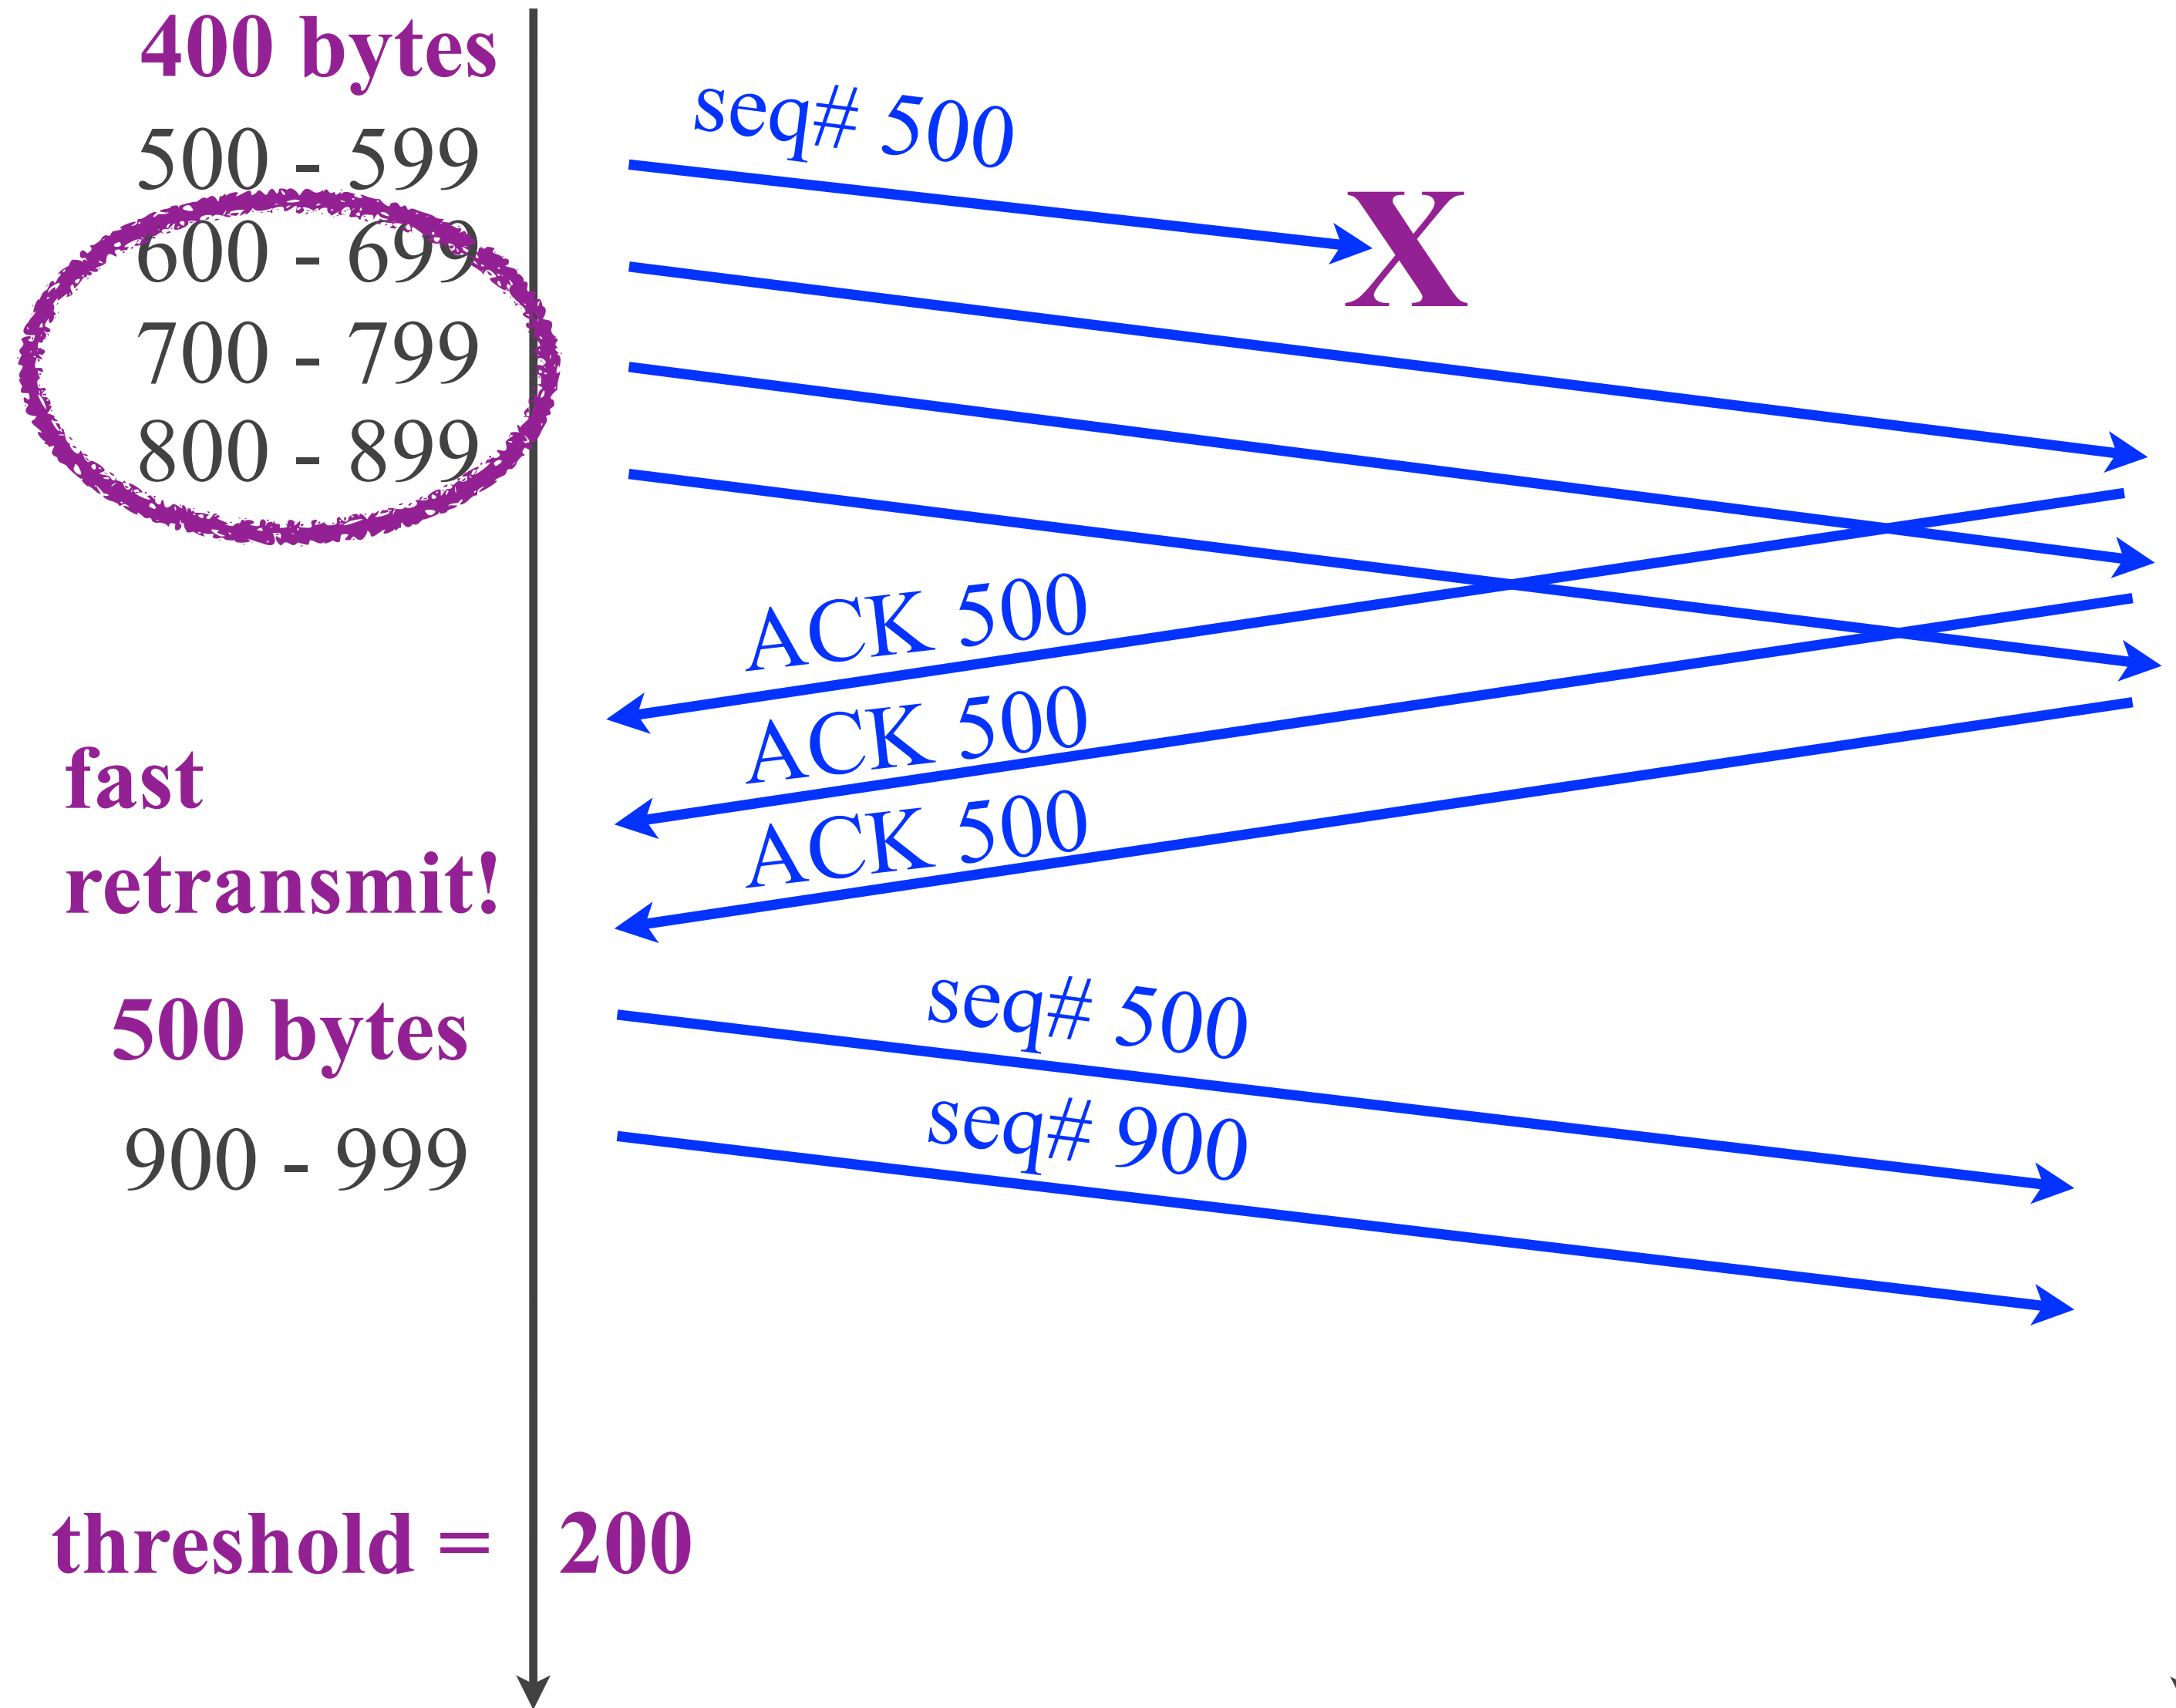 400 bytes
500 - 599
600 - 699
700 - 799
800 - 899
seq# 500
X
ACK 500
ACK 500
ACK 500
fast
retransmit!
500 bytes
900 - 999
seq# 500
seq# 900
threshold = 200